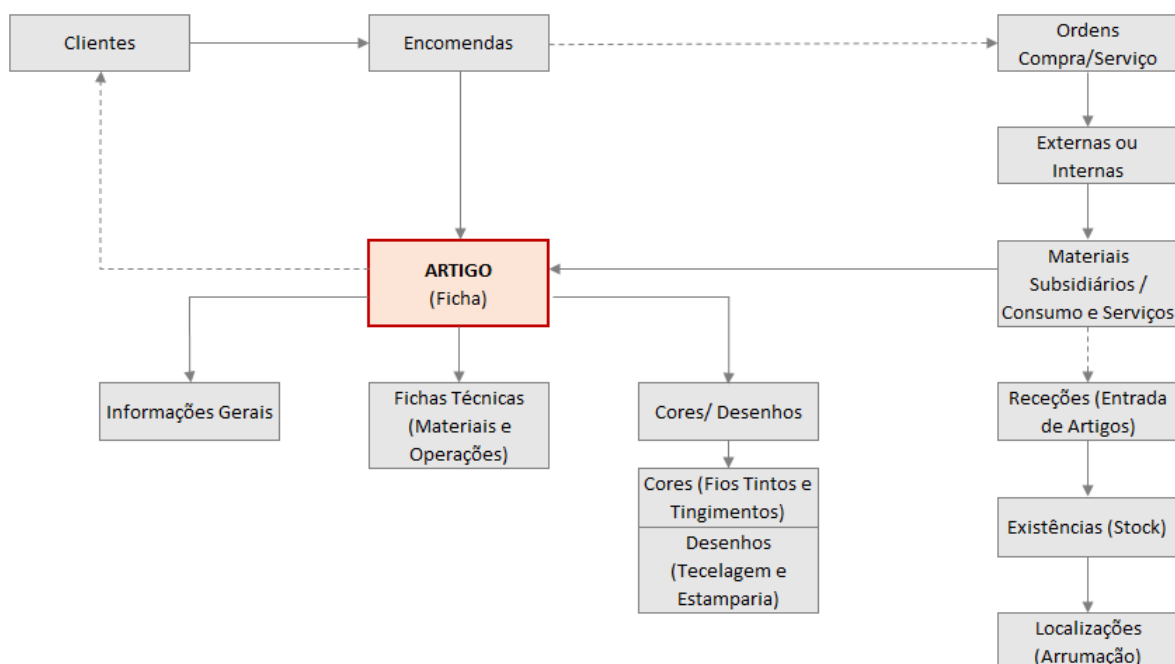 Clientes
Encomendas
Ordens
Compra/Serviço
Externas ou
Internas
ARTIGO
(Ficha)
Materiais
Subsidiários /
Consumo e Serviços
Informações Gerais
Fichas Técnicas
(Materiais e
Operações)
Cores/ Desenhos
Receções (Entrada
de Artigos)
Cores (Fios Tintos e
Tingimentos)
Desenhos
(Tecelagem e
Estamparia)
Existências (Stock)
Localizações
(Arrumação)